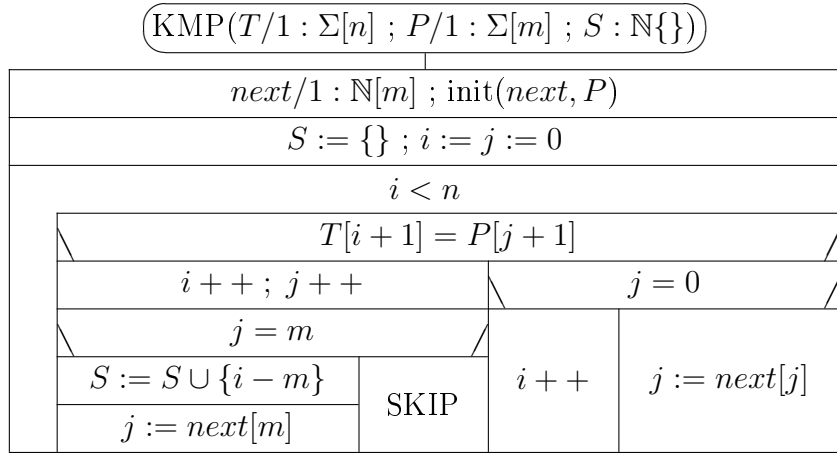 KMP(T/1 : Σ[n] ; P/1 : Σ[m] ; S : ℕ{})
next/1 : ℕ[m] ; init(next, P)
S := {} ; i := j := 0
i < n
T[i + 1] = P[j + 1]
i + + ; j + +
j = 0
j = m
S := S ∪ {i − m}
SKIP
i + +
j := next[j]
j := next[m]